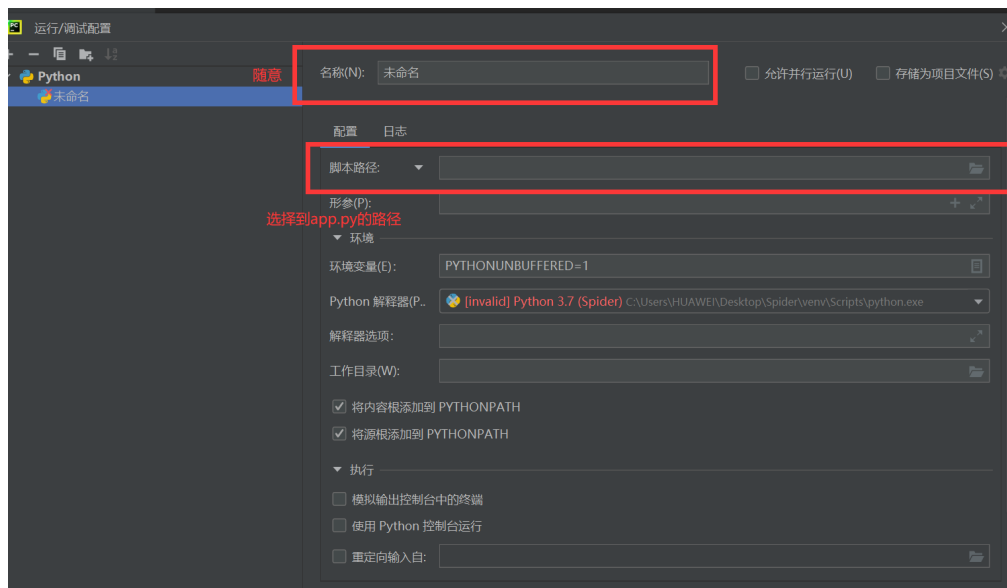 PC 运行/调试配置
Python
随意
未命名
名称(N): 未命名
允许并行运行(U) 存储为项目文件(S)
配置 日志
脚本路径:
形参(P):
选择到app.py的路径
环境
环境变量(E): PYTHONUNBUFFERED=1
Python 解释器(P.. [invalid] Python 3.7 (Spider) C:\Users\HUAWEI\Desktop\Spider\venv\Scripts\python.exe
解释器选项:
工作目录(W):
将内容根添加到 PYTHONPATH
将源根添加到 PYTHONPATH
执行
模拟输出控制台中的终端
使用 Python 控制台运行
重定向输入自: